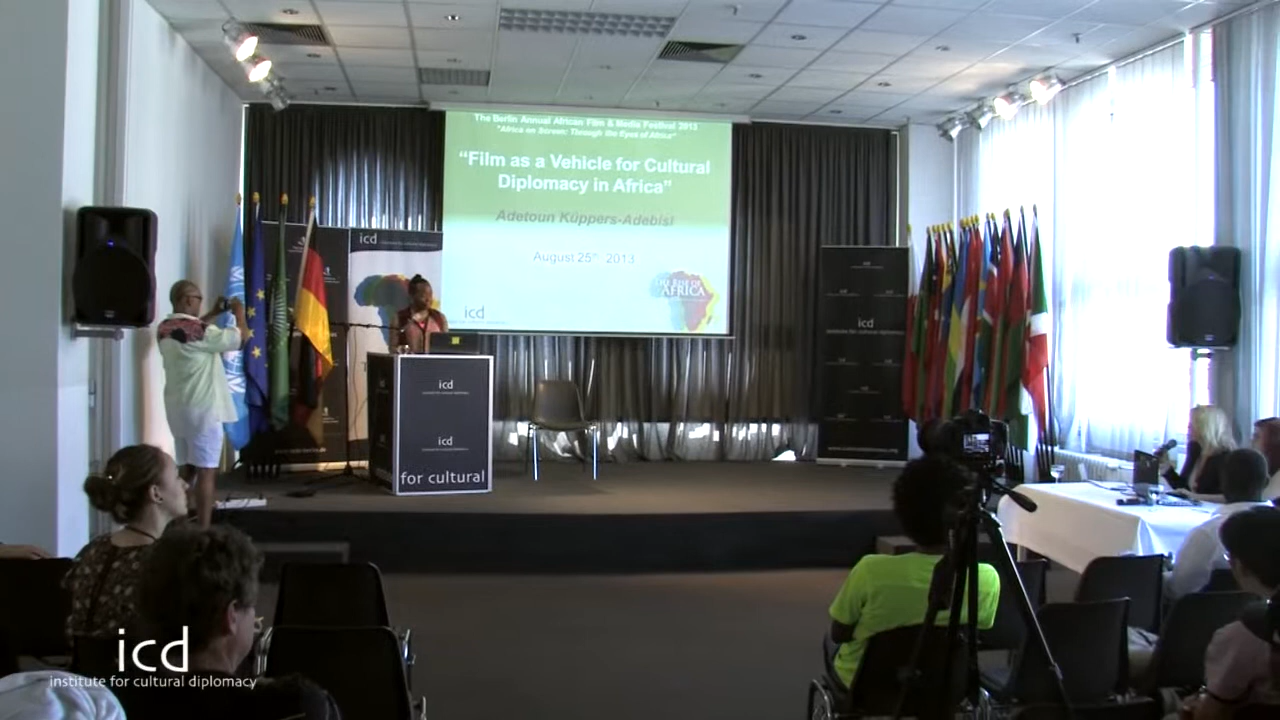 The Berlin Annual African Film & Media Festival 2013
"Africa on Screen: Through the Eyes of Africa"
"Film as a Vehicle for Cultural
Diplomacy in Africa"
Adetoun Küppers-Adebisi
August 25th 2013
AFRICA
icd
icd
icd
institute for cultural diplomacy
icd
icd
for cultural
icd
institute for cultural diplomacy